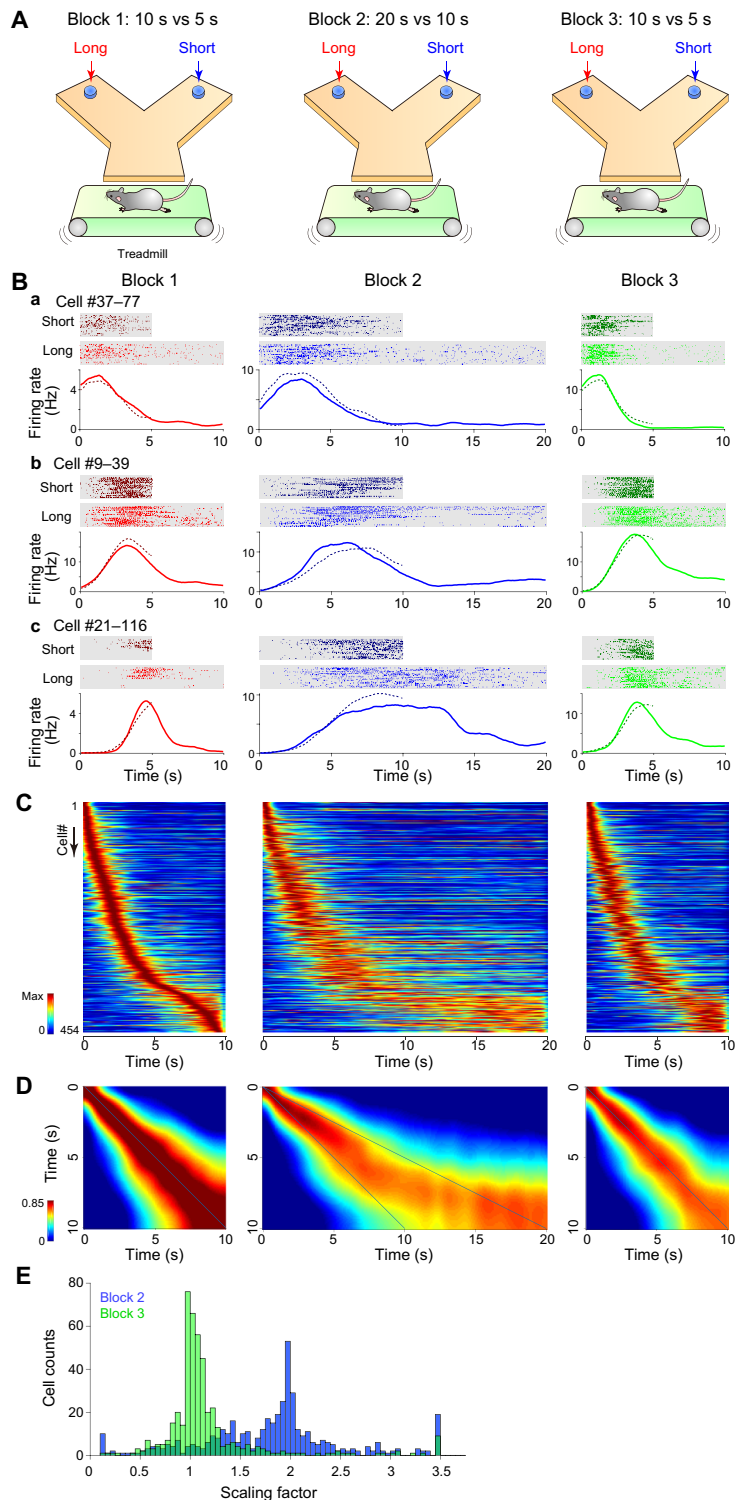 A
Block 1: 10 s vs 5 s
Block 2: 20 s vs 10 s
Block 3: 10 s vs 5 s
Long
Short
Long
Short
Long
Short
Treadmill
B
Block 1
Block 2
Block 3
a Cell #37–77
Short
Long
Firing rate (Hz)
4
0
0 5 10
10
0
0 5 10 15 20
10
0
0 5 10
b Cell #9–39
Short
Long
Firing rate (Hz)
10
0
0 5 10
10
0
0 5 10 15 20
10
0
0 5 10
c Cell #21–116
Short
Long
Firing rate (Hz)
4
0
0 5 10
10
0
0 5 10 15 20
10
0
0 5 10
Time (s)
Time (s)
Time (s)
C
1
Cell#
454
Max
0
0 5 10
0 5 10 15 20
0 5 10
Time (s)
Time (s)
Time (s)
D
0
5
10
Time (s)
0.85
0
0 5 10
0 5 10 15 20
0 5 10
Time (s)
Time (s)
Time (s)
E
80
60
40
20
0
Cell counts
Block 2
Block 3
0 0.5 1 1.5 2 2.5 3 3.5
Scaling factor